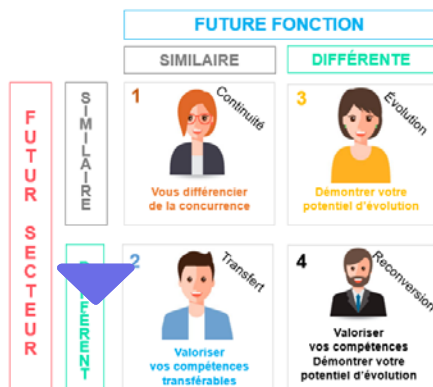 FUTURE FONCTION
SIMILAIRE
DIFFÉRENTE
FUTUR SECTEUR
SIMILAIRE
1
Continuité
Vous différencier
de la concurrence
3
Évolution
Démontrer votre
potentiel d'évolution
2
Transfert
Valoriser
vos compétences
transférables
4
Reconversion
Valoriser
vos compétences
Démontrer votre
potentiel d'évolution